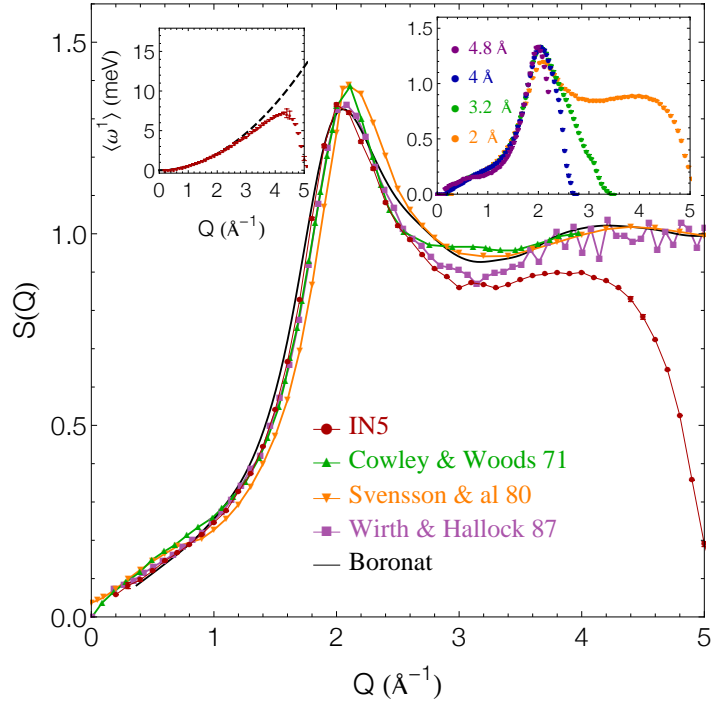 1.5
1.0
0.5
0.0
S(Q)
0
1
2
3
4
5
Q (Å⁻¹)
15
10
5
0
⟨ω¹⟩ (meV)
0 1 2 3 4 5
Q (Å⁻¹)
1.5
1.2
0.9
0.5
0.
0 1 2 3 4 5
4.8 Å
4 Å
3.2 Å
2 Å
IN5
Cowley & Woods 71
Svensson & al 80
Wirth & Hallock 87
Boronat